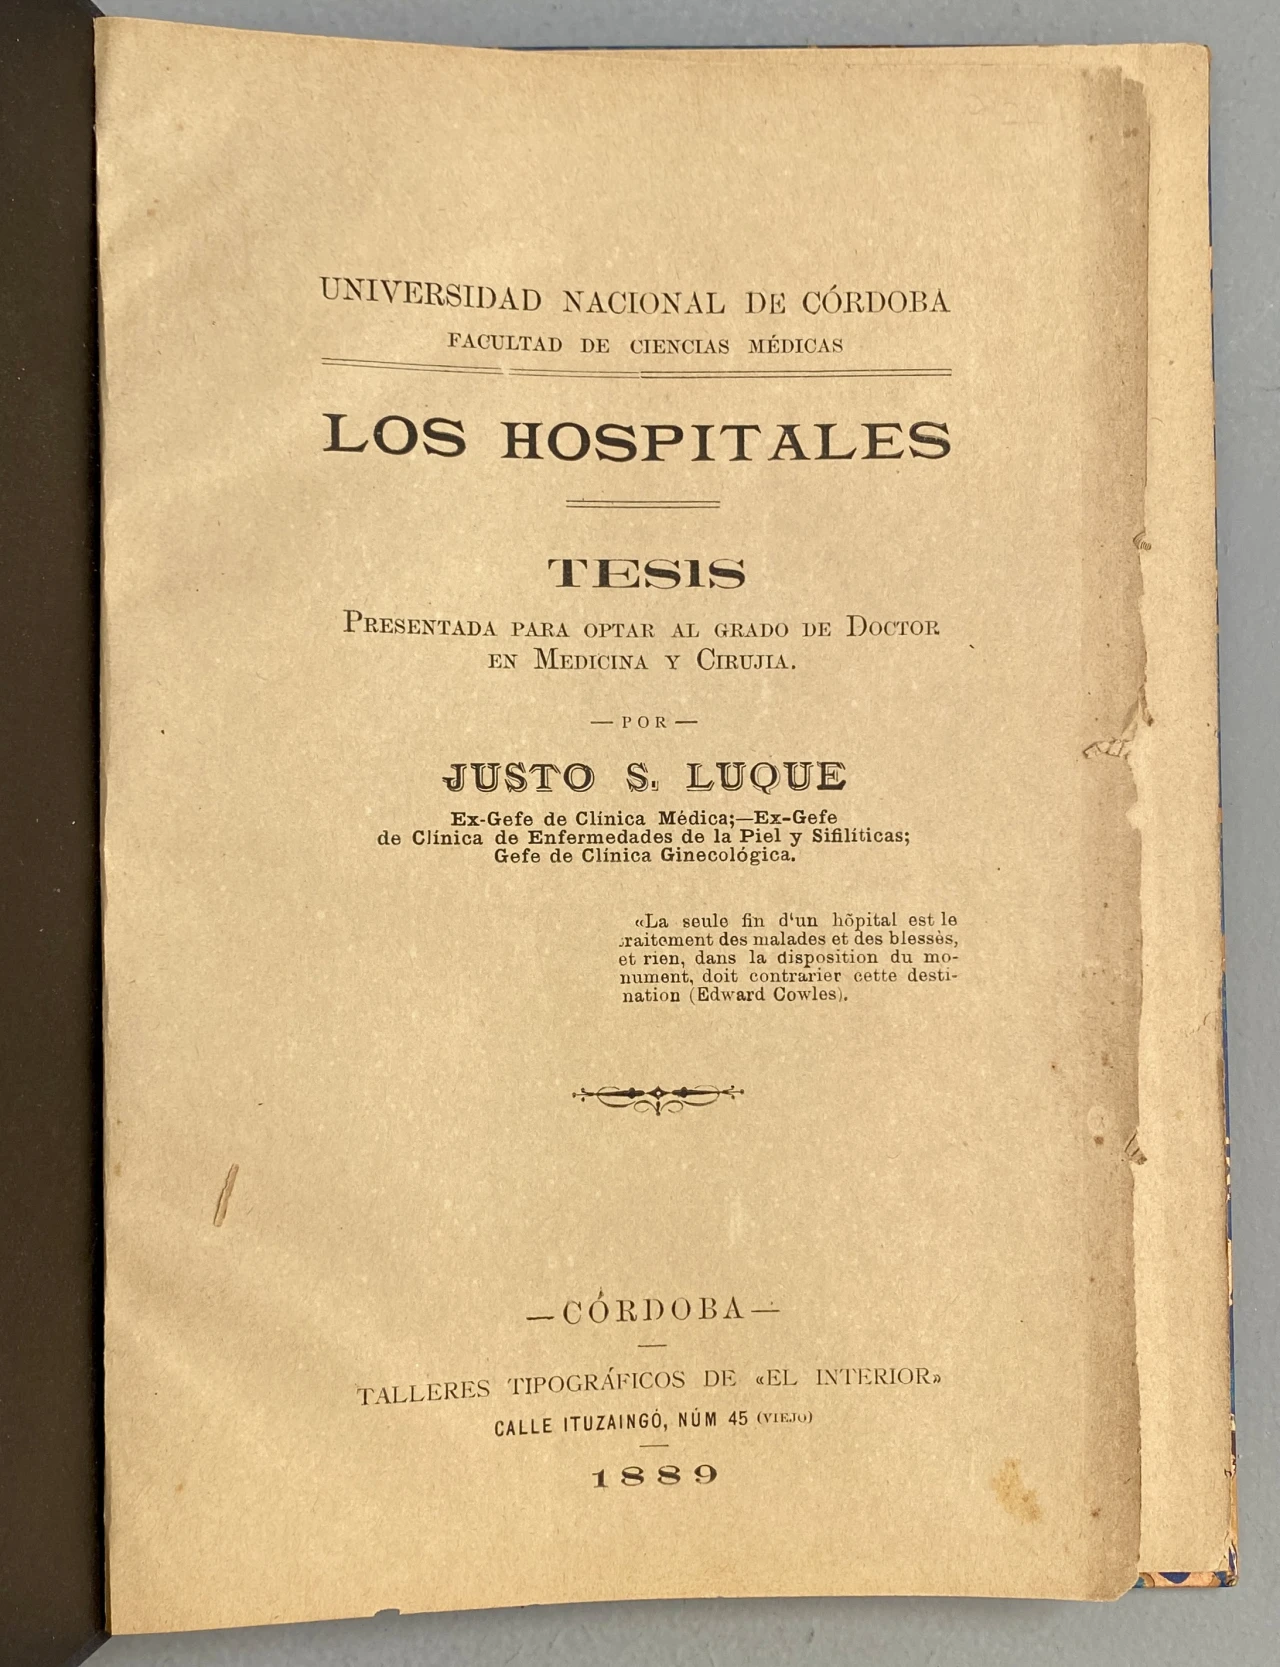 UNIVERSIDAD NACIONAL DE CÓRDOBA
FACULTAD DE CIENCIAS MÉDICAS
LOS HOSPITALES
TESIS
PRESENTADA PARA OPTAR AL GRADO DE DOCTOR
EN MEDICINA Y CIRUJIA.
— POR —
JUSTO S. LUQUE
Ex-Gefe de Clínica Médica;—Ex-Gefe
de Clínica de Enfermedades de la Piel y Sifilíticas;
Gefe de Clínica Ginecológica.
«La seule fin d‘un hõpital est le
traitement des malades et des blessès,
et rien, dans la disposition du mo-
nument, doit contrarier cette desti-
nation (Edward Cowles).
—CÓRDOBA—
TALLERES TIPOGRÁFICOS DE «EL INTERIOR»
CALLE ITUZAINGÓ, NÚM 45 (VIEJO)
1889